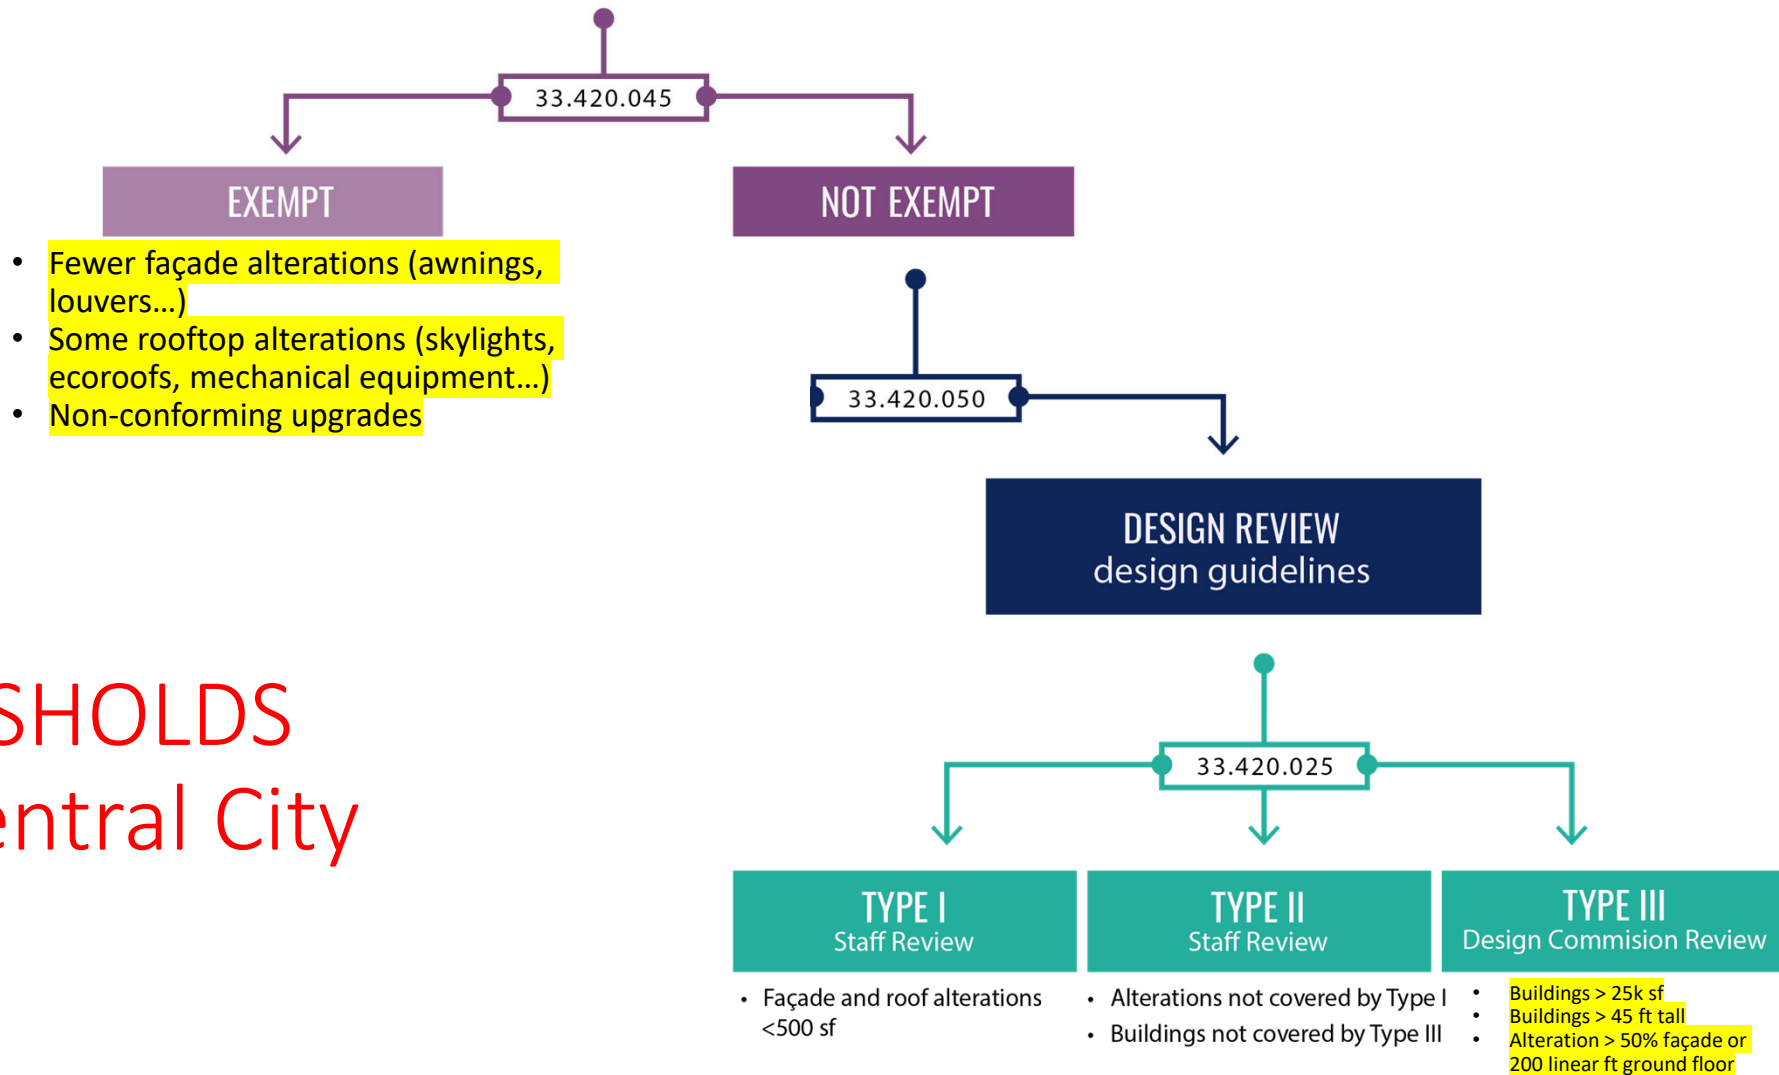 33.420.045
EXEMPT
NOT EXEMPT
• Fewer façade alterations (awnings,
louvers...)
• Some rooftop alterations (skylights,
ecoroofs, mechanical equipment...)
• Non-conforming upgrades
33.420.050
DESIGN REVIEW
design guidelines
SHOLDS
entral City
33.420.025
TYPE I
Staff Review
• Façade and roof alterations
<500 sf
TYPE II
Staff Review
• Alterations not covered by Type I
• Buildings not covered by Type III
TYPE III
Design Commision Review
• Buildings > 25k sf
• Buildings > 45 ft tall
• Alteration > 50% façade or
200 linear ft ground floor